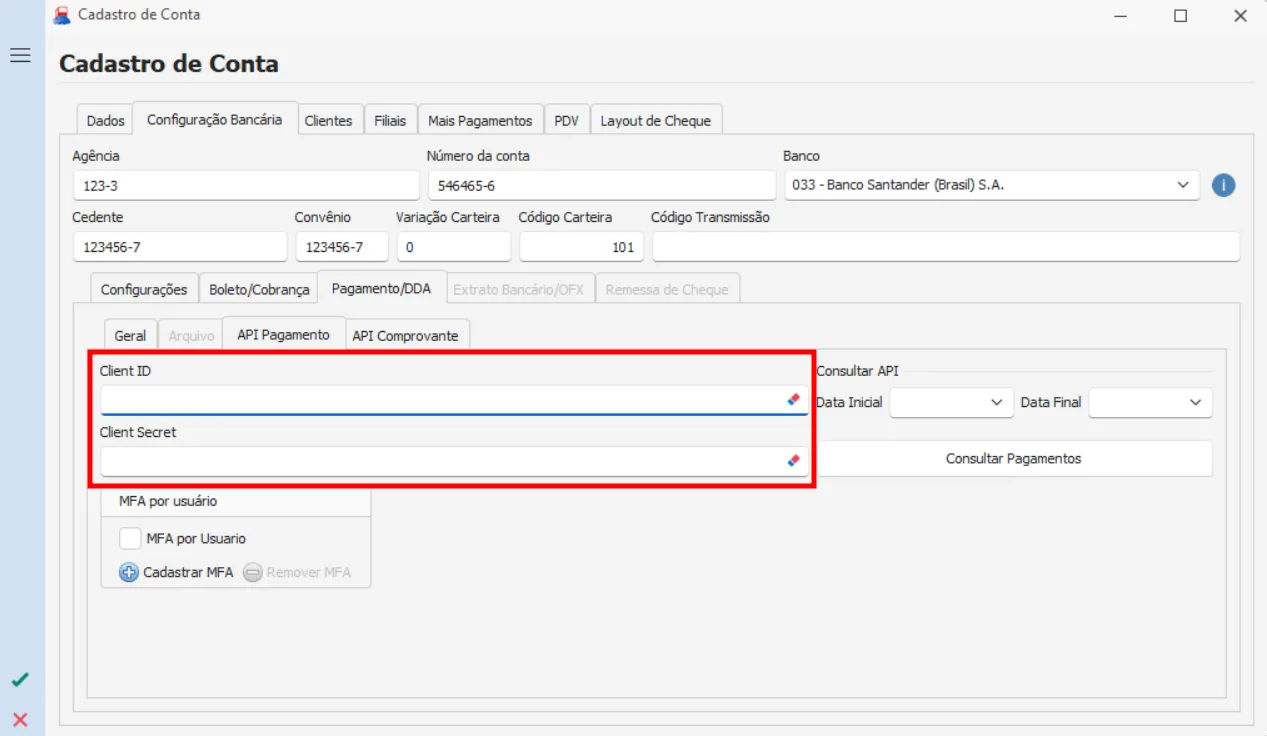 Cadastro de Conta
Cadastro de Conta
Dados Configuração Bancária Clientes Filiais Mais Pagamentos PDV Layout de Cheque
Agência Número da conta Banco
123-3 546465-6 033 - Banco Santander (Brasil) S.A. i
Cedente Convênio Variação Carteira Código Carteira Código Transmissão
123456-7 123456-7 0 101
Configurações Boleto/Cobrança Pagamento/DDA Extrato Bancário/OFX Remessa de Cheque
Geral Arquivo API Pagamento API Comprovante
Client ID Consultar API
Data Inicial Data Final
Client Secret
Consultar Pagamentos
MFA por usuário
MFA por Usuario
Cadastrar MFA Remover MFA